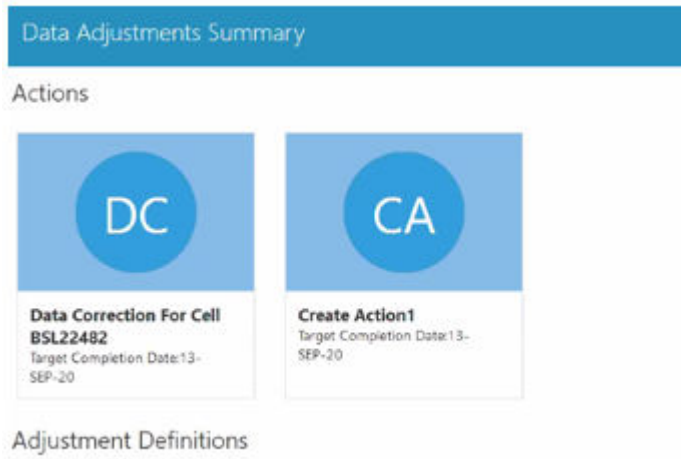 Data Adjustments Summary
Actions
DC
CA
Data Correction For Cell
BSL22482
Target Completion Date:13-
SEP-20
Create Action1
Target Completion Date:13-
SEP-20
Adjustment Definitions